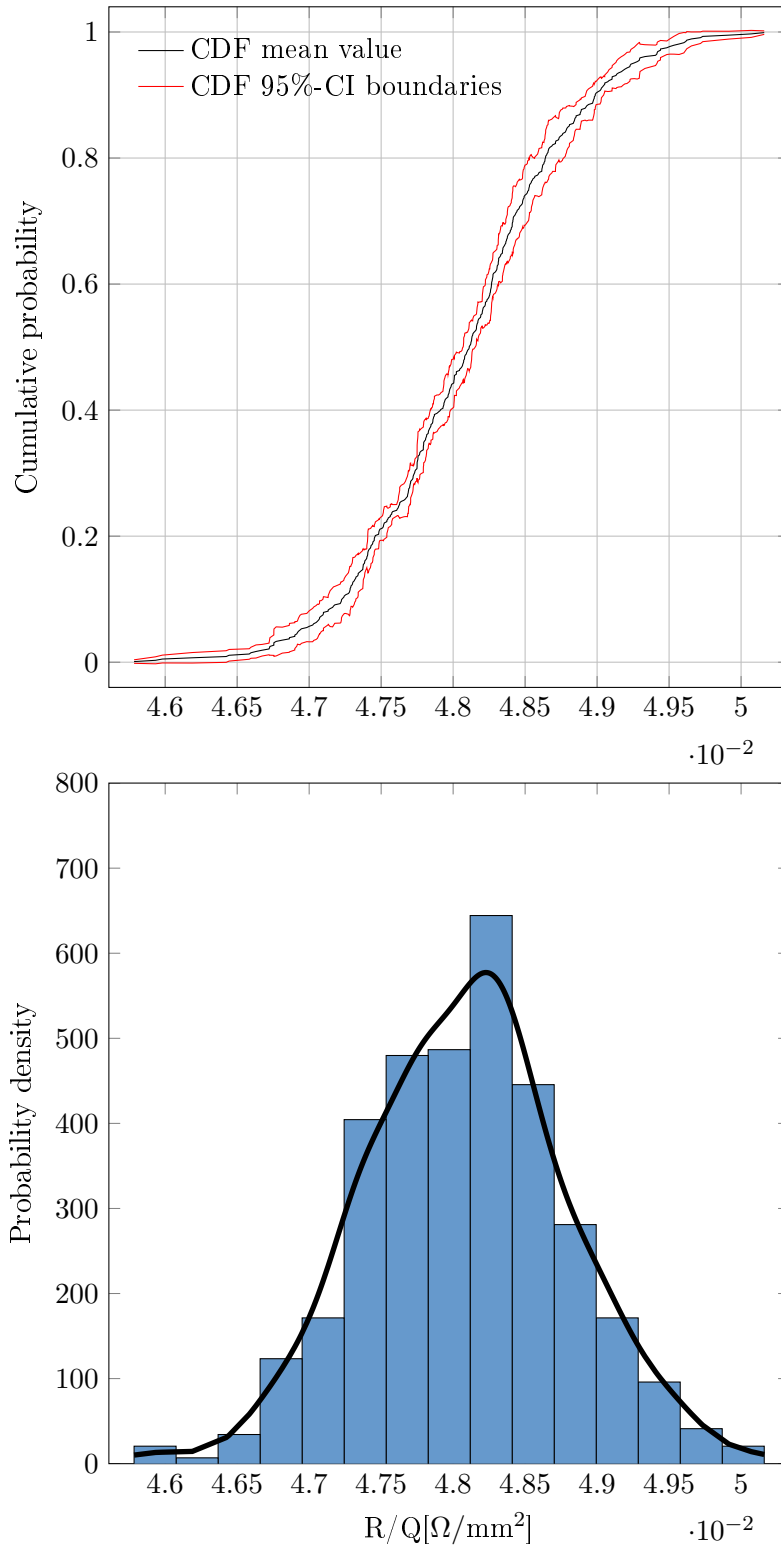 1
0.8
0.6
0.4
0.2
0
Cumulative probability
CDF mean value
CDF 95%-CI boundaries
4.6 4.65 4.7 4.75 4.8 4.85 4.9 4.95 5
·10⁻²
800
700
600
500
400
300
200
100
0
Probability density
4.6 4.65 4.7 4.75 4.8 4.85 4.9 4.95 5
R/Q[Ω/mm²]
·10⁻²